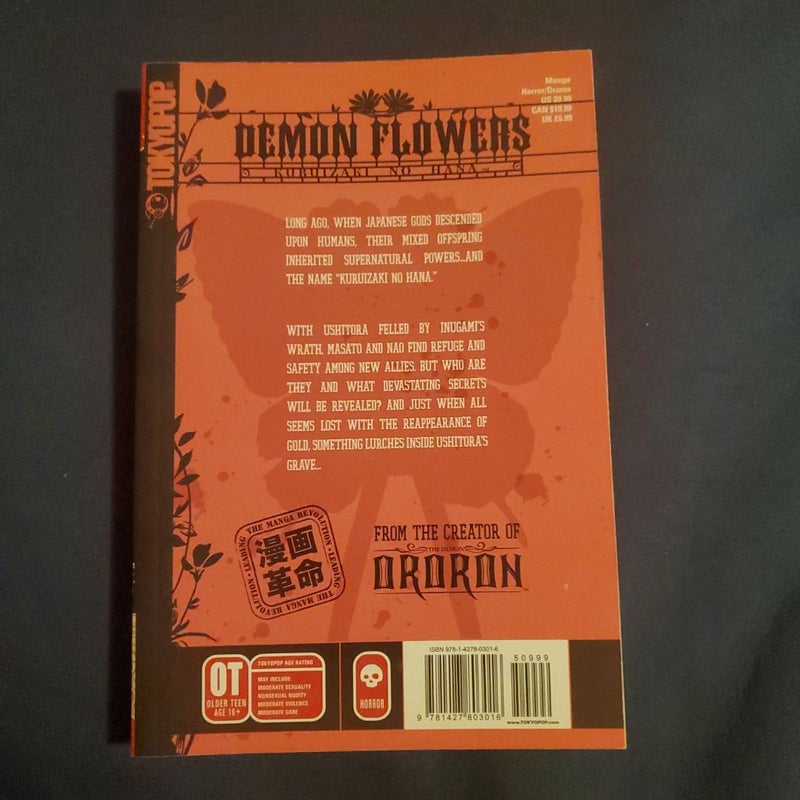 TOKYOPOP®
Manga
Horror/Drama
US $9.99
CAN $10.99
UK £6.99
DEMON FLOWERS
KURUIZAKI NO HANA™
LONG AGO, WHEN JAPANESE GODS DESCENDED
UPON HUMANS, THEIR MIXED OFFSPRING
INHERITED SUPERNATURAL POWERS...AND
THE NAME "KURUIZAKI NO HANA."
WITH USHITORA FELLED BY INUGAMI'S
WRATH, MASATO AND NAO FIND REFUGE AND
SAFETY AMONG NEW ALLIES. BUT WHO ARE
THEY AND WHAT DEVASTATING SECRETS
WILL BE REVEALED? AND JUST WHEN ALL
SEEMS LOST WITH THE REAPPEARANCE OF
GOLD, SOMETHING LURCHES INSIDE USHITORA'S
GRAVE...
LEADING THE MANGA REVOLUTION • LEADING THE MANGA REVOLUTION •
漫画
革命
FROM THE CREATOR OF
THE DEMON
ORORON
OT
OLDER TEEN
AGE 16+
TOKYOPOP AGE RATING
MAY INCLUDE
MODERATE SEXUALITY
NONSEXUAL NUDITY
MODERATE VIOLENCE
MODERATE GORE
HORROR
ISBN 978-1-4278-0301-6
50999
9 781427 803016
www.TOKYOPOP.com